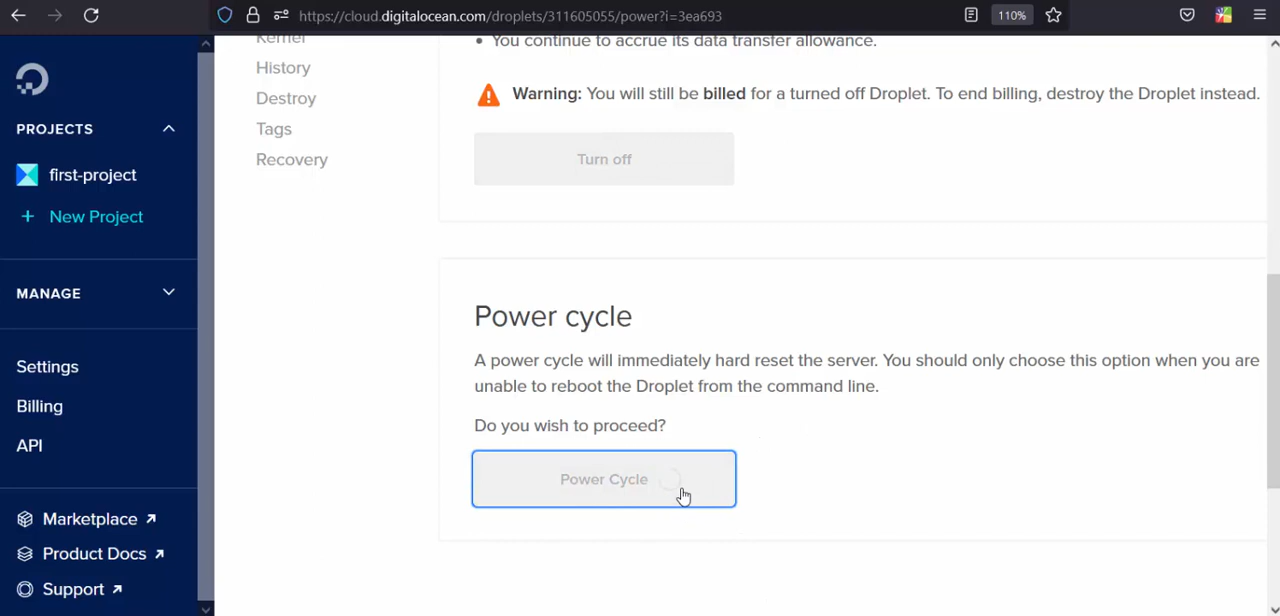 https://cloud.digitalocean.com/droplets/311605055/power?i=3ea693
110%
PROJECTS
first-project
+ New Project
MANAGE
Settings
Billing
API
Marketplace
Product Docs
Support
Kernel
History
Destroy
Tags
Recovery
• You continue to accrue its data transfer allowance.
Warning: You will still be billed for a turned off Droplet. To end billing, destroy the Droplet instead.
Turn off
Power cycle
A power cycle will immediately hard reset the server. You should only choose this option when you are
unable to reboot the Droplet from the command line.
Do you wish to proceed?
Power Cycle